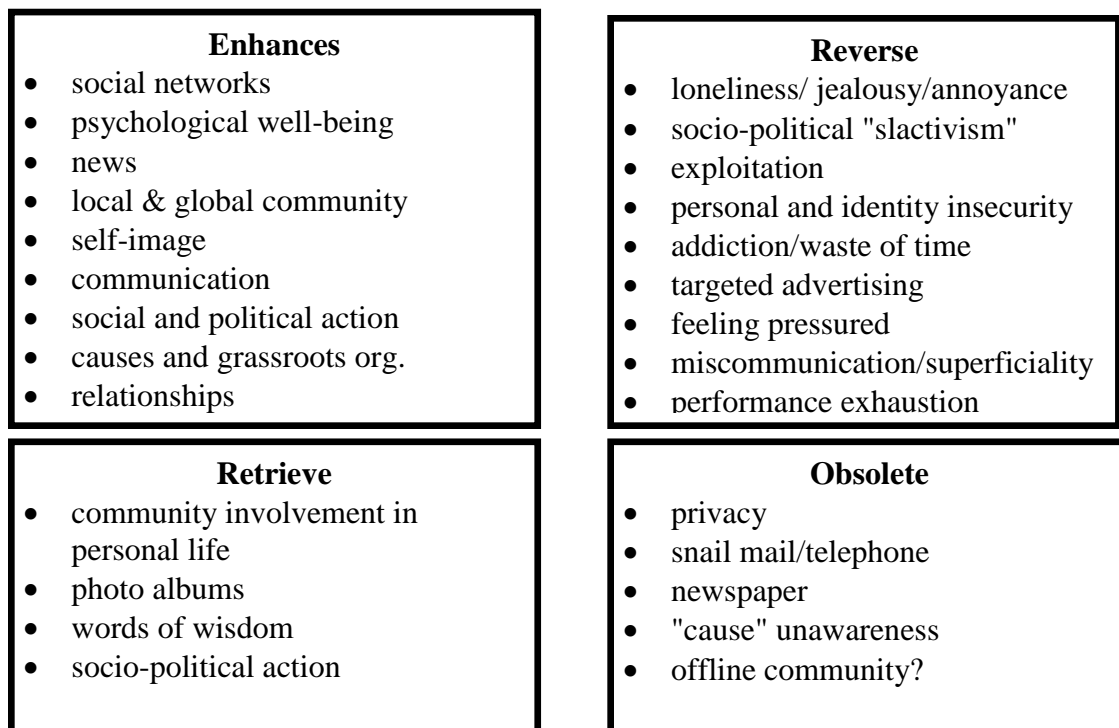 Enhances
• social networks
• psychological well-being
• news
• local & global community
• self-image
• communication
• social and political action
• causes and grassroots org.
• relationships
Reverse
• loneliness/ jealousy/annoyance
• socio-political "slactivism"
• exploitation
• personal and identity insecurity
• addiction/waste of time
• targeted advertising
• feeling pressured
• miscommunication/superficiality
• performance exhaustion
Retrieve
• community involvement in
personal life
• photo albums
• words of wisdom
• socio-political action
Obsolete
• privacy
• snail mail/telephone
• newspaper
• "cause" unawareness
• offline community?